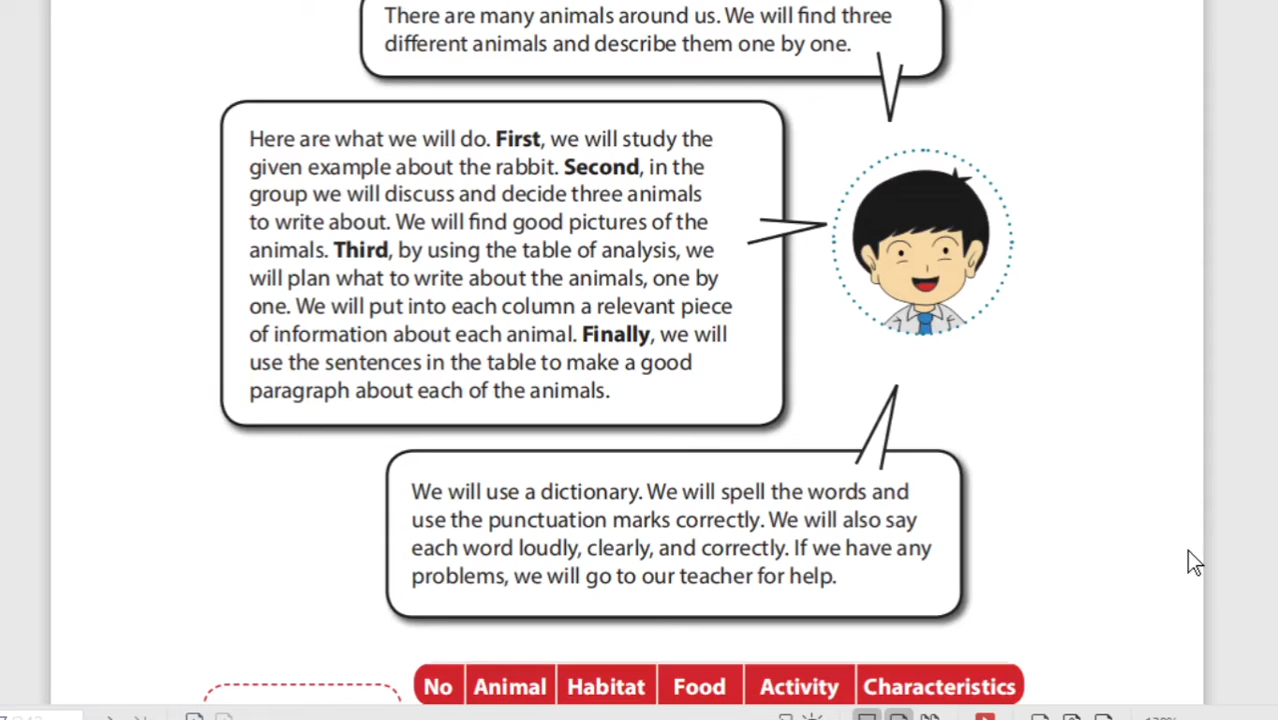 There are many animals around us. We will find three
different animals and describe them one by one.
Here are what we will do. First, we will study the
given example about the rabbit. Second, in the
group we will discuss and decide three animals
to write about. We will find good pictures of the
animals. Third, by using the table of analysis, we
will plan what to write about the animals, one by
one. We will put into each column a relevant piece
of information about each animal. Finally, we will
use the sentences in the table to make a good
paragraph about each of the animals.
We will use a dictionary. We will spell the words and
use the punctuation marks correctly. We will also say
each word loudly, clearly, and correctly. If we have any
problems, we will go to our teacher for help.
No Animal Habitat Food Activity Characteristics